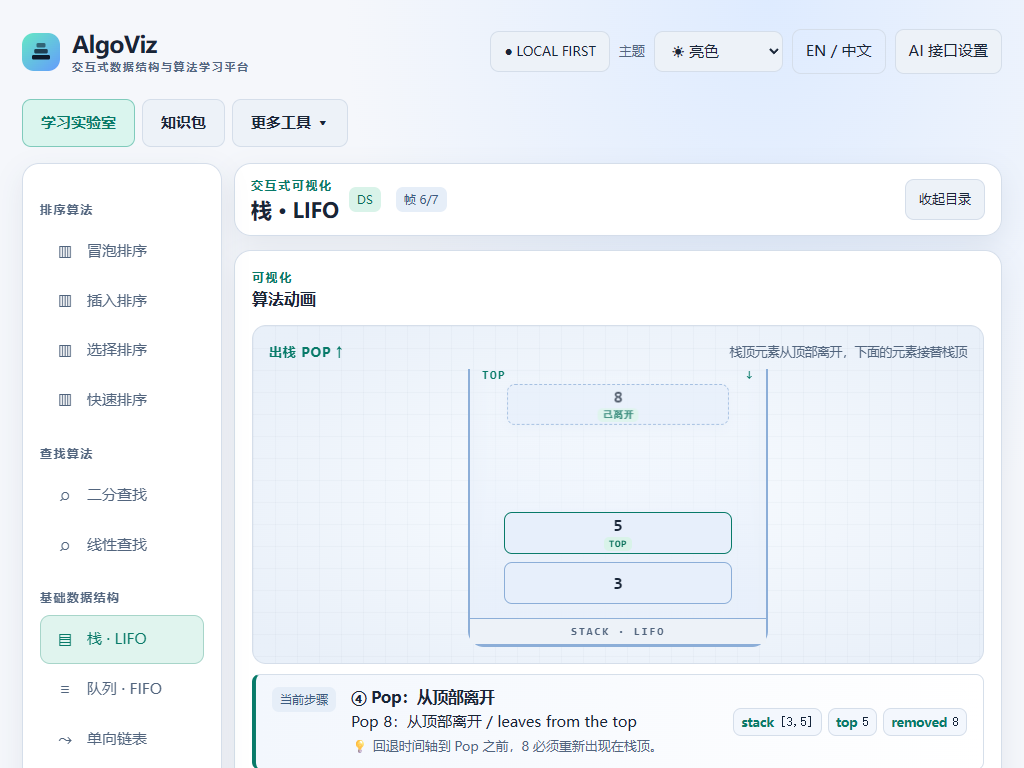 AlgoViz
交互式数据结构与算法学习平台
● LOCAL FIRST
主题
☀ 亮色
EN / 中文
AI 接口设置
学习实验室
知识包
更多工具 ▾
排序算法
▥ 冒泡排序
▥ 插入排序
▥ 选择排序
▥ 快速排序
查找算法
⌕ 二分查找
⌕ 线性查找
基础数据结构
▤ 栈 · LIFO
≡ 队列 · FIFO
⤳ 单向链表
交互式可视化
栈 • LIFO
DS
帧 6/7
收起目录
可视化
算法动画
出栈 POP ↑
栈顶元素从顶部离开，下面的元素接替栈顶
TOP ↓
8
已离开
5
TOP
3
STACK · LIFO
当前步骤
④ Pop：从顶部离开
Pop 8：从顶部离开 / leaves from the top
💡 回退时间轴到 Pop 之前，8 必须重新出现在栈顶。
stack [3,5]
top 5
removed 8